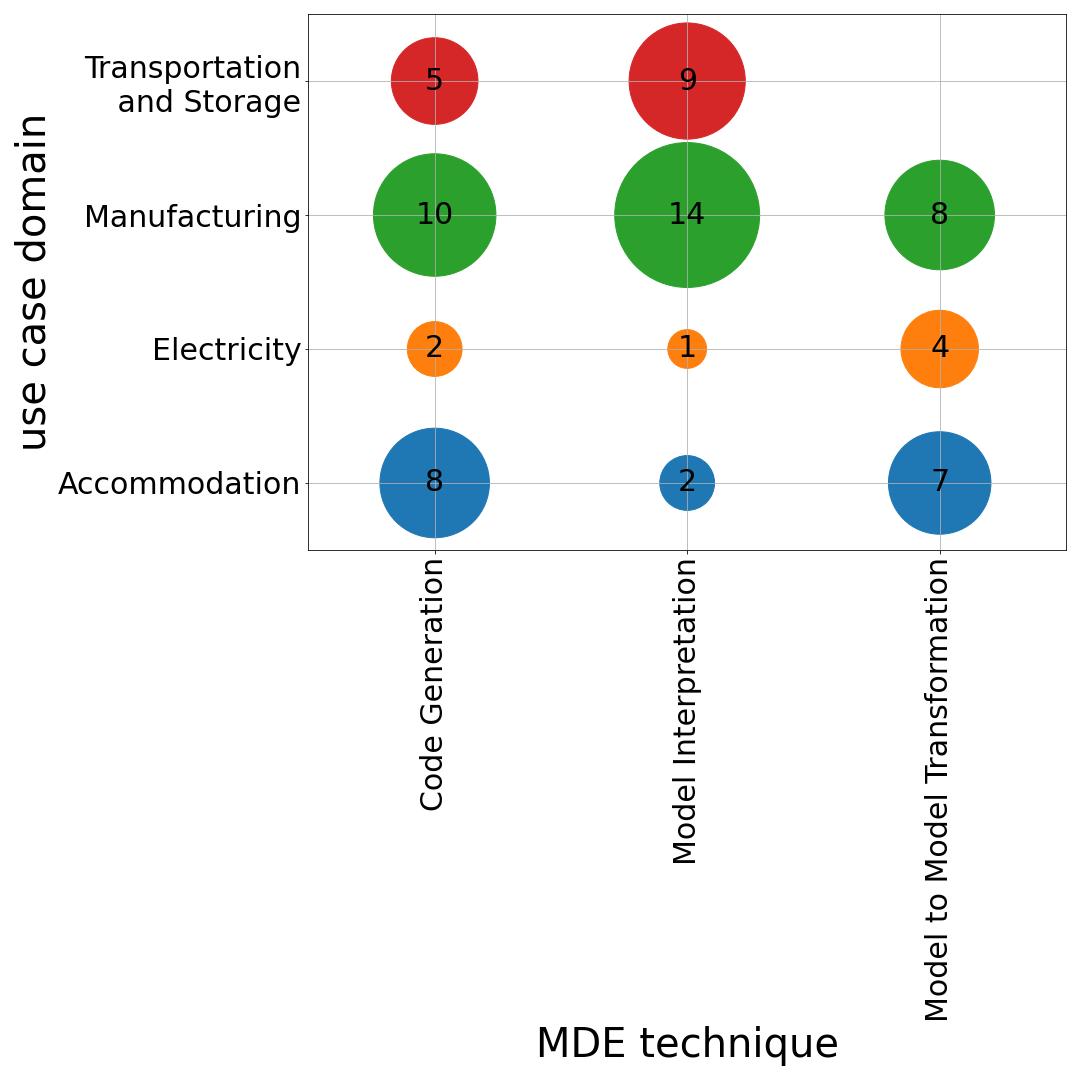 use case domain
Transportation
and Storage
5
9
Manufacturing
10
14
8
Electricity
2
1
4
Accommodation
8
2
7
Code Generation
Model Interpretation
Model to Model Transformation
MDE technique